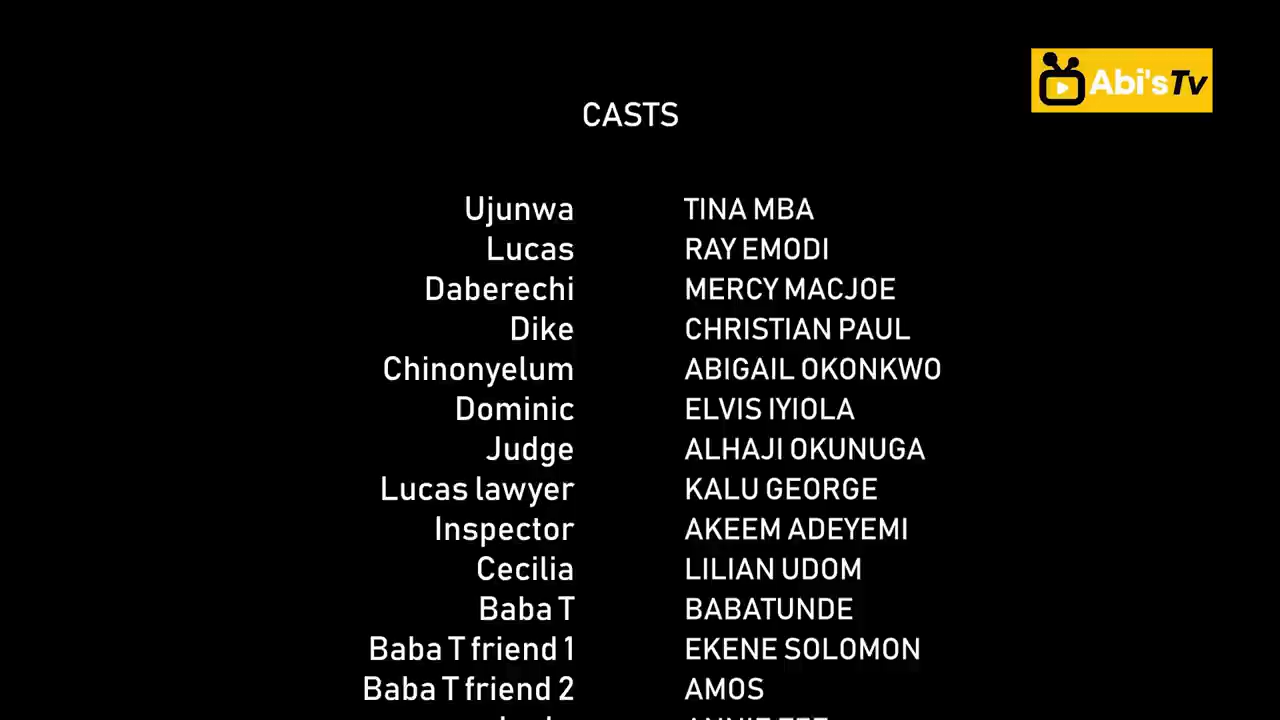 Abi'sTv
CASTS
Ujunwa TINA MBA
Lucas RAY EMODI
Daberechi MERCY MACJOE
Dike CHRISTIAN PAUL
Chinonyelum ABIGAIL OKONKWO
Dominic ELVIS IYIOLA
Judge ALHAJI OKUNUGA
Lucas lawyer KALU GEORGE
Inspector AKEEM ADEYEMI
Cecilia LILIAN UDOM
Baba T BABATUNDE
Baba T friend 1 EKENE SOLOMON
Baba T friend 2 AMOS